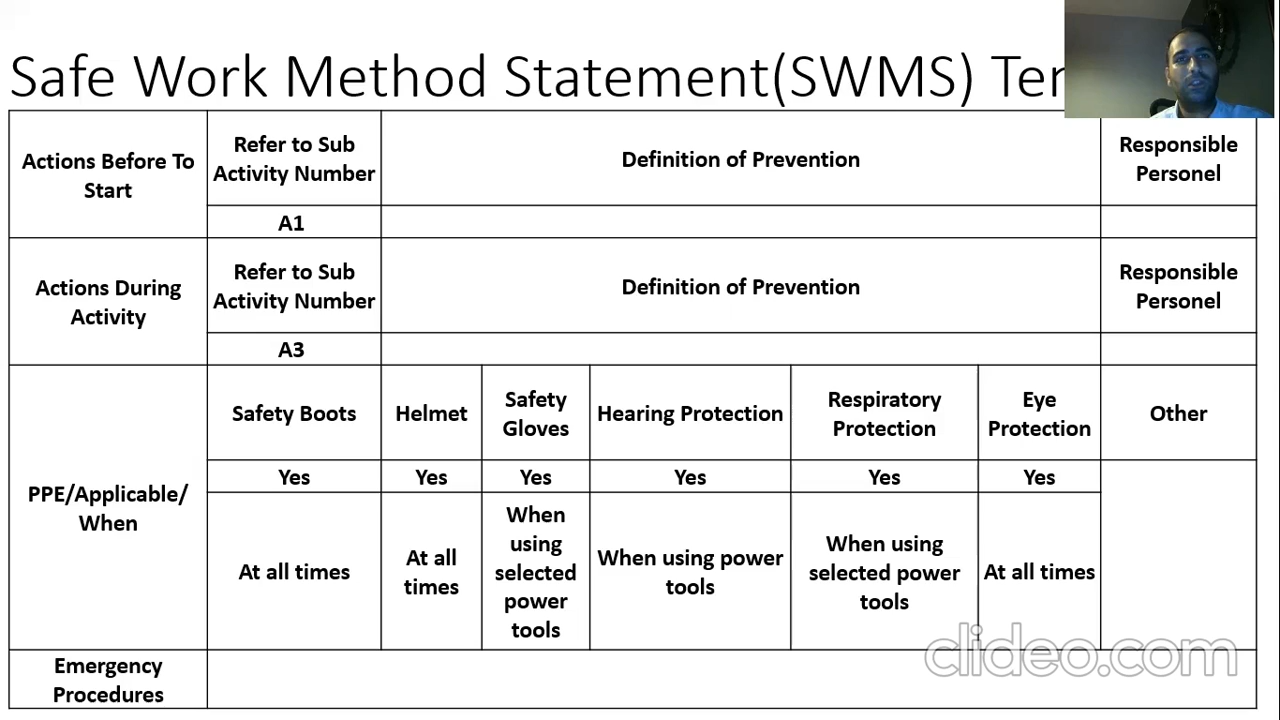 Safe Work Method Statement(SWMS)
Actions Before To
Start
Refer to Sub
Activity Number
Definition of Prevention
Responsible
Personel
A1
Actions During
Activity
Refer to Sub
Activity Number
Definition of Prevention
Responsible
Personel
A3
PPE/Applicable/
When
Safety Boots
Helmet
Safety
Gloves
Hearing Protection
Respiratory
Protection
Eye
Protection
Other
Yes
Yes
Yes
Yes
Yes
Yes
At all times
At all
times
When
using
selected
power
tools
When using power
tools
When using
selected power
tools
At all times
Emergency
Procedures
clideo.com